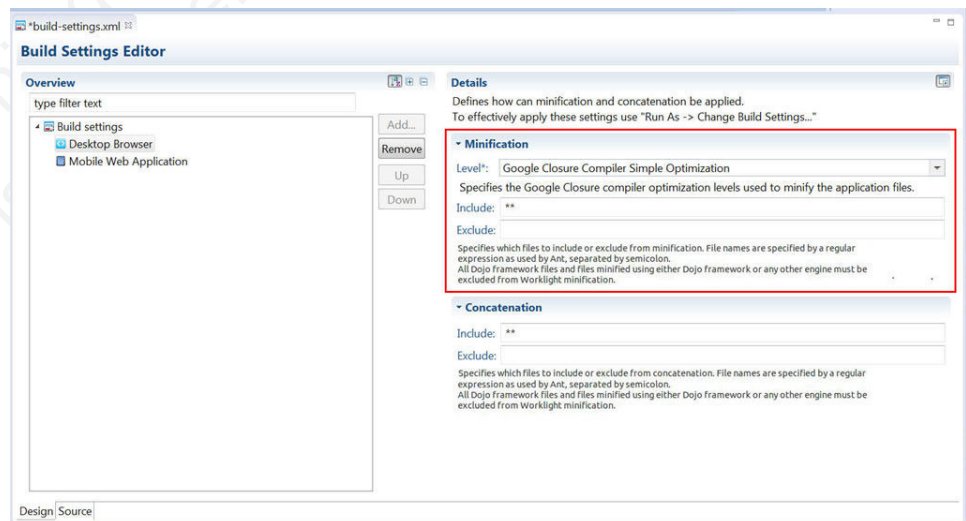 *build-settings.xml
Build Settings Editor
Overview
type filter text
Build settings
Desktop Browser
Mobile Web Application
Add...
Remove
Up
Down
Details
Defines how can minification and concatenation be applied.
To effectively apply these settings use "Run As -> Change Build Settings..."
Minification
Level*: Google Closure Compiler Simple Optimization
Specifies the Google Closure compiler optimization levels used to minify the application files.
Include: **
Exclude:
Specifies which files to include or exclude from minification. File names are specified by a regular
expression as used by Ant, separated by semicolon.
All Dojo framework files and files minified using either Dojo framework or any other engine must be
excluded from Worklight minification.
Concatenation
Include: **
Exclude:
Specifies which files to include or exclude from concatenation. File names are specified by a regular
expression as used by Ant, separated by semicolon.
All Dojo framework files and files minified using either Dojo framework or any other engine must be
excluded from Worklight minification.
Design Source